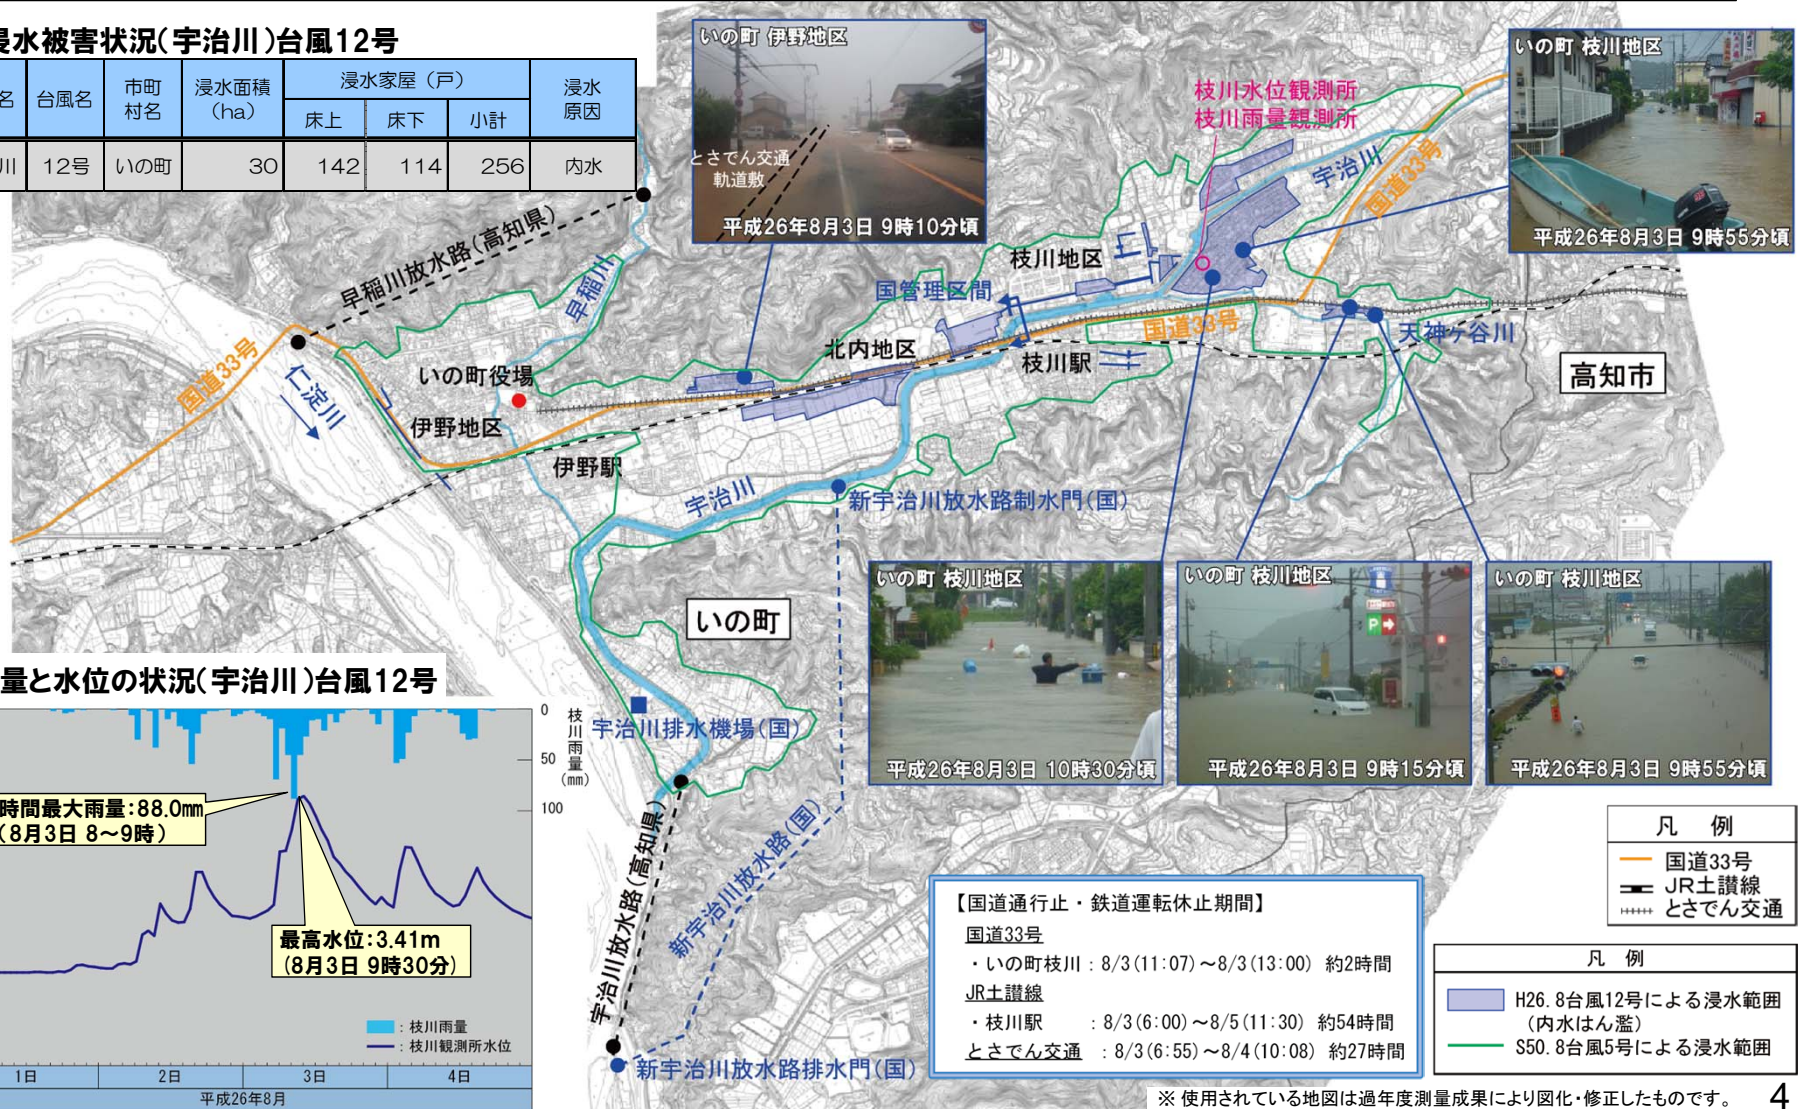 浸水被害状況(宇治川)台風12号
名 台風名 市町村名 浸水面積(ha) 浸水家屋(戸) 浸水原因
床上 床下 小計
川 12号 いの町 30 142 114 256 内水
いの町 伊野地区
とさでん交通
軌道敷
平成26年8月3日 9時10分頃
枝川水位観測所
枝川雨量観測所
いの町 枝川地区
平成26年8月3日 9時55分頃
早稲川放水路(高知県)
早稲川
宇治川
国道33号
枝川地区
国管理区間
国道33号
天神ヶ谷川
北内地区
枝川駅
高知市
国道33号
仁淀川
いの町役場
伊野地区
伊野駅
宇治川
新宇治川放水路制水門(国)
いの町
いの町 枝川地区
平成26年8月3日 10時30分頃
いの町 枝川地区
P
平成26年8月3日 9時15分頃
いの町 枝川地区
平成26年8月3日 9時55分頃
宇治川排水機場(国)
宇治川放水路(高知県)
新宇治川放水路(国)
新宇治川放水路排水門(国)
量と水位の状況(宇治川)台風12号
0
50
100
枝川雨量(mm)
時間最大雨量:88.0mm
(8月3日 8~9時)
最高水位:3.41m
(8月3日 9時30分)
:枝川雨量
:枝川観測所水位
1日 2日 3日 4日
平成26年8月
【国道通行止・鉄道運転休止期間】
国道33号
・いの町枝川:8/3(11:07)~8/3(13:00) 約2時間
JR土讃線
・枝川駅 :8/3(6:00)~8/5(11:30) 約54時間
とさでん交通 :8/3(6:55)~8/4(10:08) 約27時間
凡 例
国道33号
JR土讃線
とさでん交通
凡 例
H26.8台風12号による浸水範囲
(内水はん濫)
S50.8台風5号による浸水範囲
※ 使用されている地図は過年度測量成果により図化・修正したものです。
4